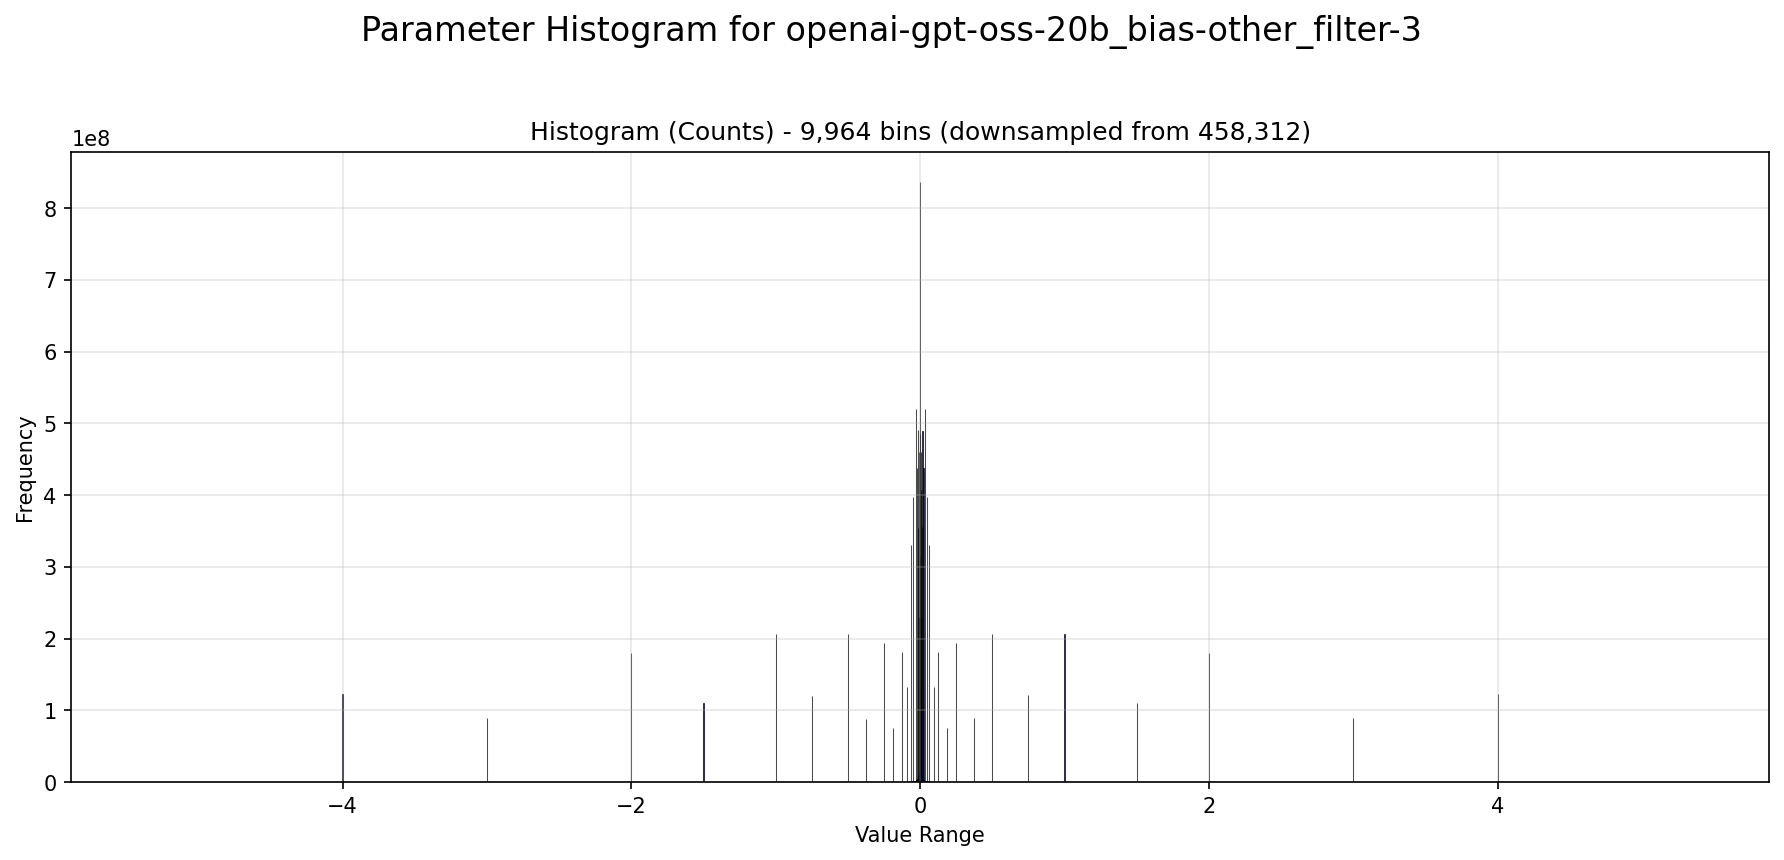 Parameter Histogram for openai-gpt-oss-20b_bias-other_filter-3
Histogram (Counts) - 9,964 bins (downsampled from 458,312)
1e8
8
7
6
5
4
3
2
1
0
Frequency
−4
−2
0
2
4
Value Range